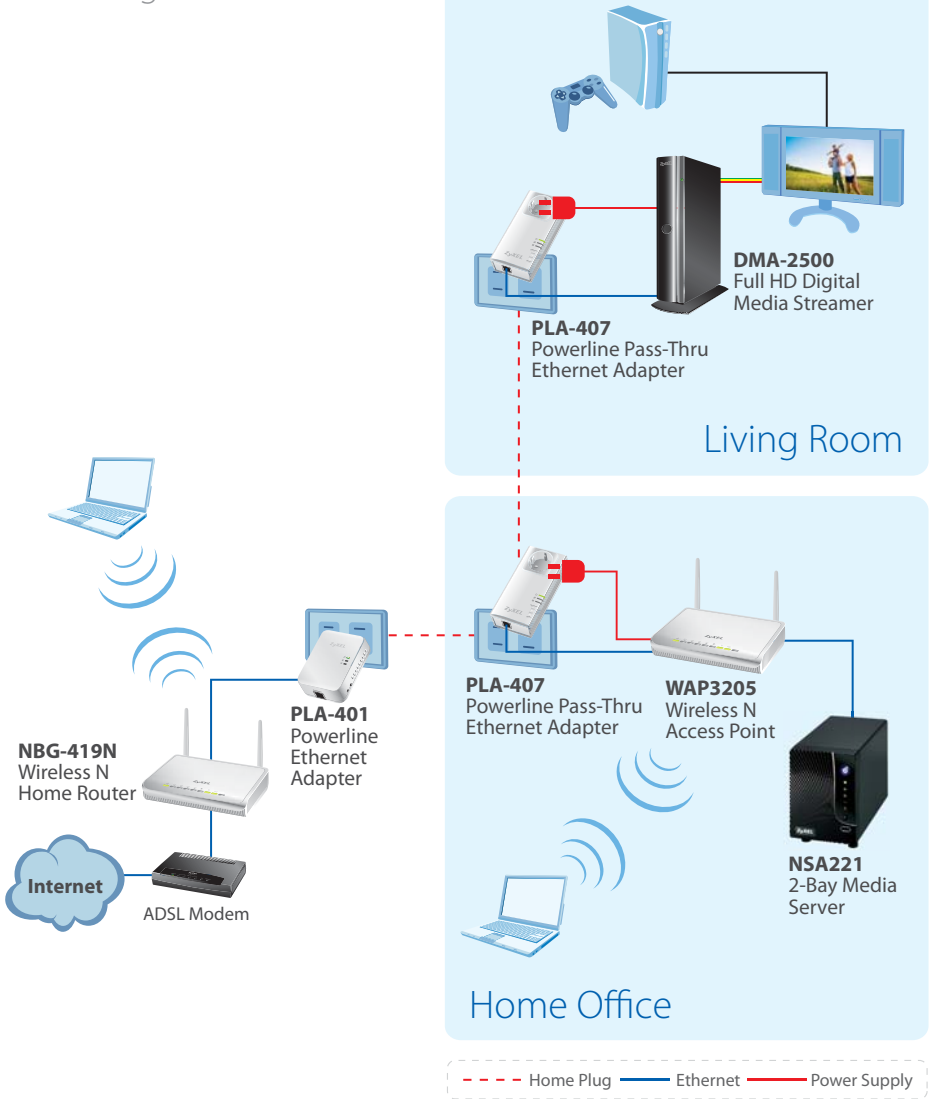 DMA-2500
Full HD Digital
Media Streamer
PLA-407
Powerline Pass-Thru
Ethernet Adapter
Living Room
PLA-401
Powerline
Ethernet
Adapter
NBG-419N
Wireless N
Home Router
Internet
ADSL Modem
PLA-407
Powerline Pass-Thru
Ethernet Adapter
WAP3205
Wireless N
Access Point
NSA221
2-Bay Media
Server
ZyXEL
Home Office
Home Plug
Ethernet
Power Supply